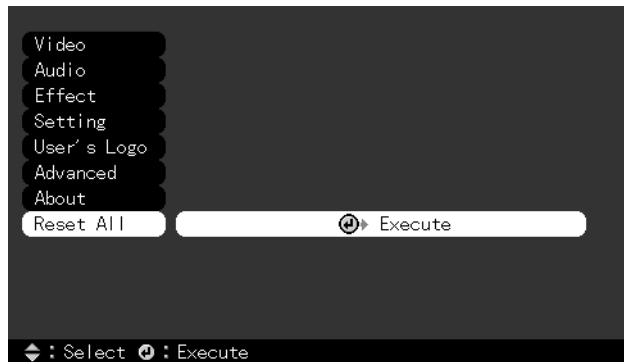 Video
Audio
Effect
Setting
User's Logo
Advanced
About
Reset All Execute
: Select : Execute